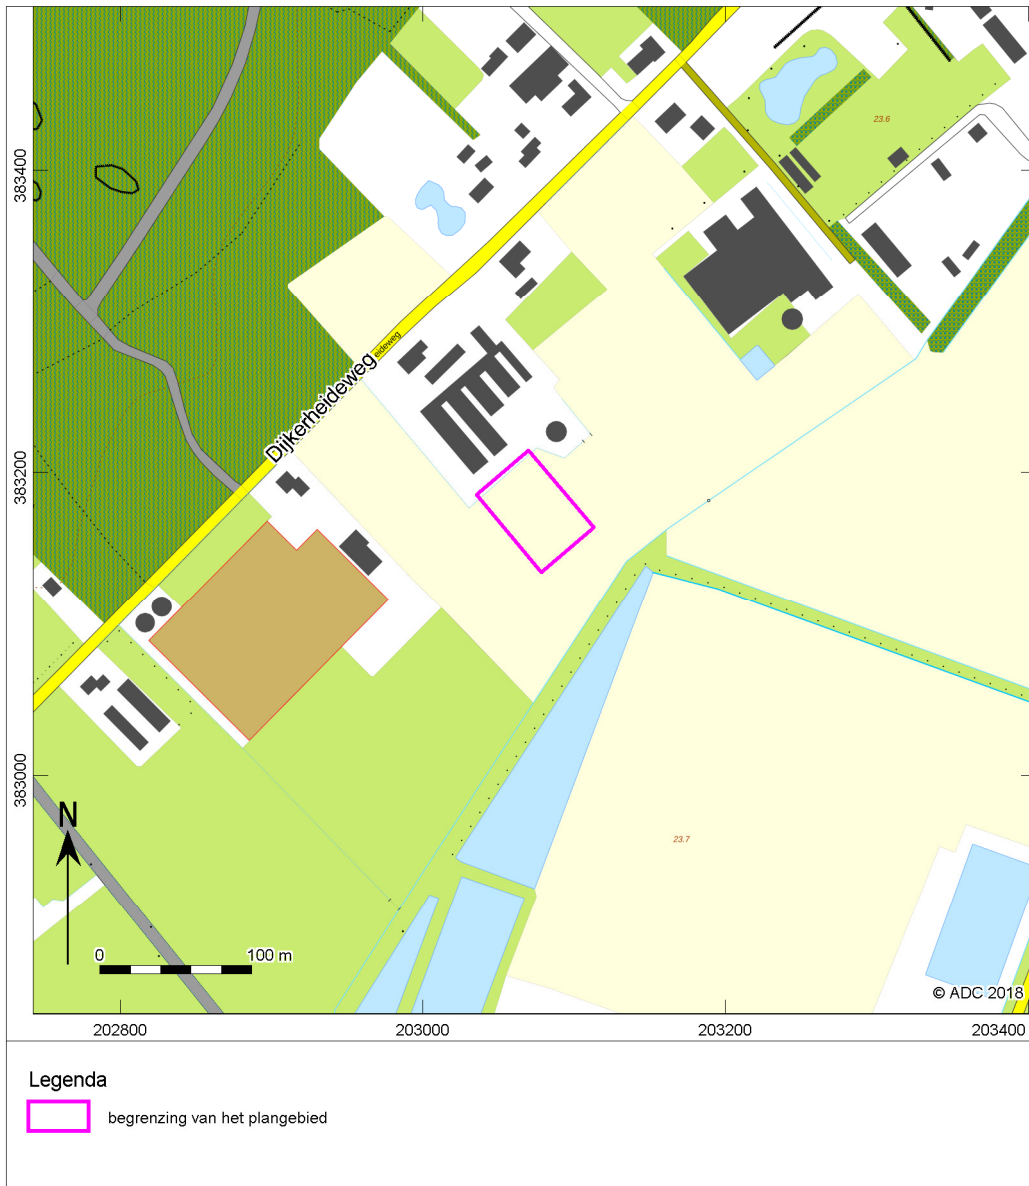 23.6
383400
eideweg
Dijkerheideweg
383200
383000
23.7
N
0 100 m
© ADC 2018
202800 203000 203200 203400
Legenda
begrenzing van het plangebied